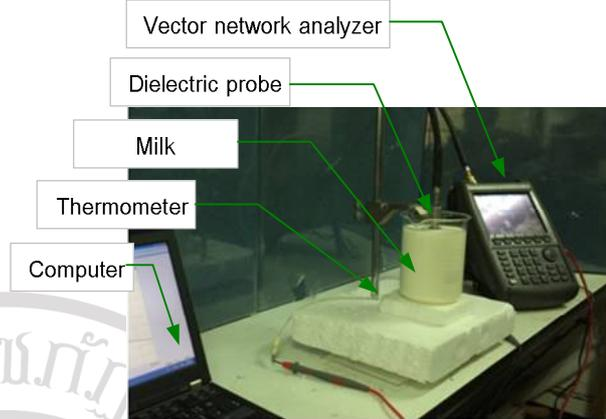 Vector network analyzer
Dielectric probe
Milk
Thermometer
Computer